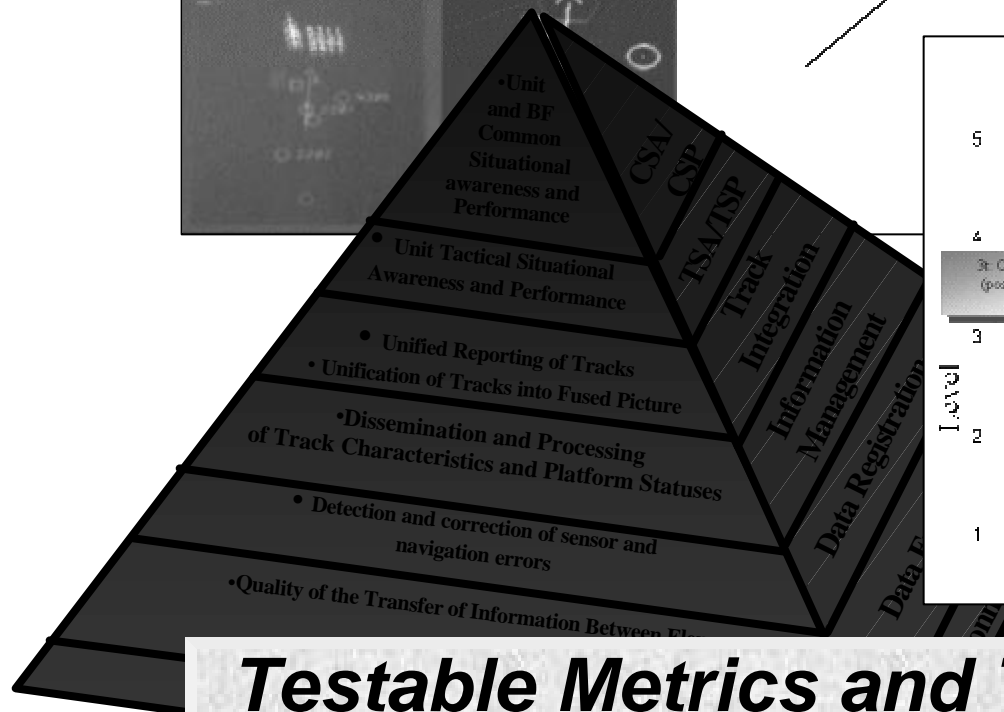 •Unit
and BF
Common
Situational
awareness and
Performance
• Unit Tactical Situational
Awareness and Performance
• Unified Reporting of Tracks
• Unification of Tracks into Fused Picture
•Dissemination and Processing
of Track Characteristics and Platform Statuses
• Detection and correction of sensor and
navigation errors
•Quality of the Transfer of Information Between
CSA/
CSP
TSA/TSP
Track
Integration
Information
Management
Data Registration
Data
5
4
3
2
1
Level
Testable Metrics and